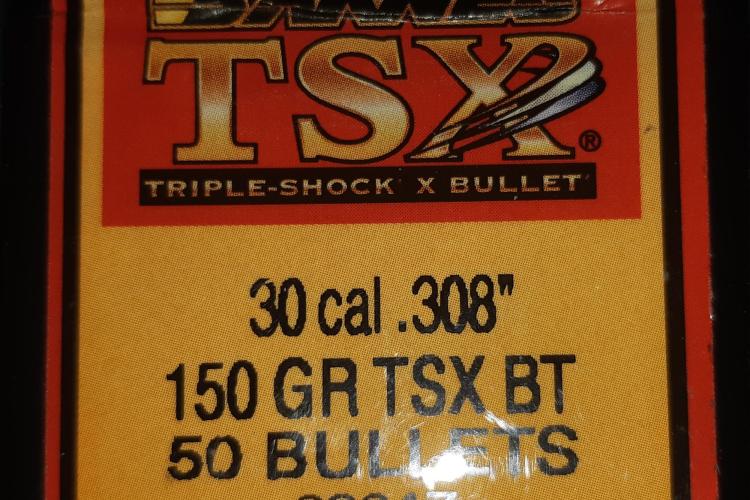 TSX®
TRIPLE-SHOCK X BULLET
30 cal .308"
150 GR TSX BT
50 BULLETS